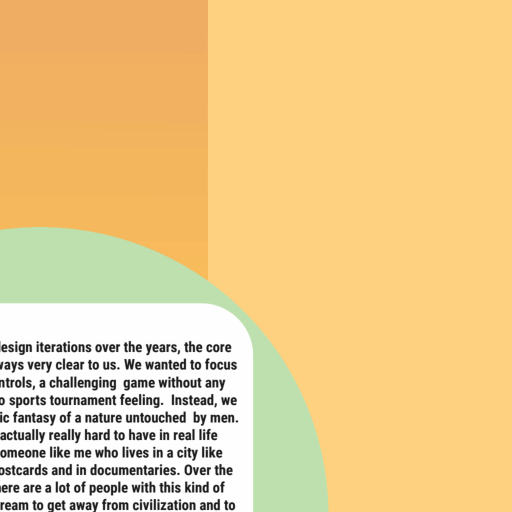 design iterations over the years, the core
ways very clear to us. We wanted to focus
ntrols, a challenging  game without any
o sports tournament feeling.  Instead, we
ic fantasy of a nature untouched  by men.
actually really hard to have in real life
omeone like me who lives in a city like
ostcards and in documentaries. Over the
ere are a lot of people with this kind of
ream to get away from civilization and to